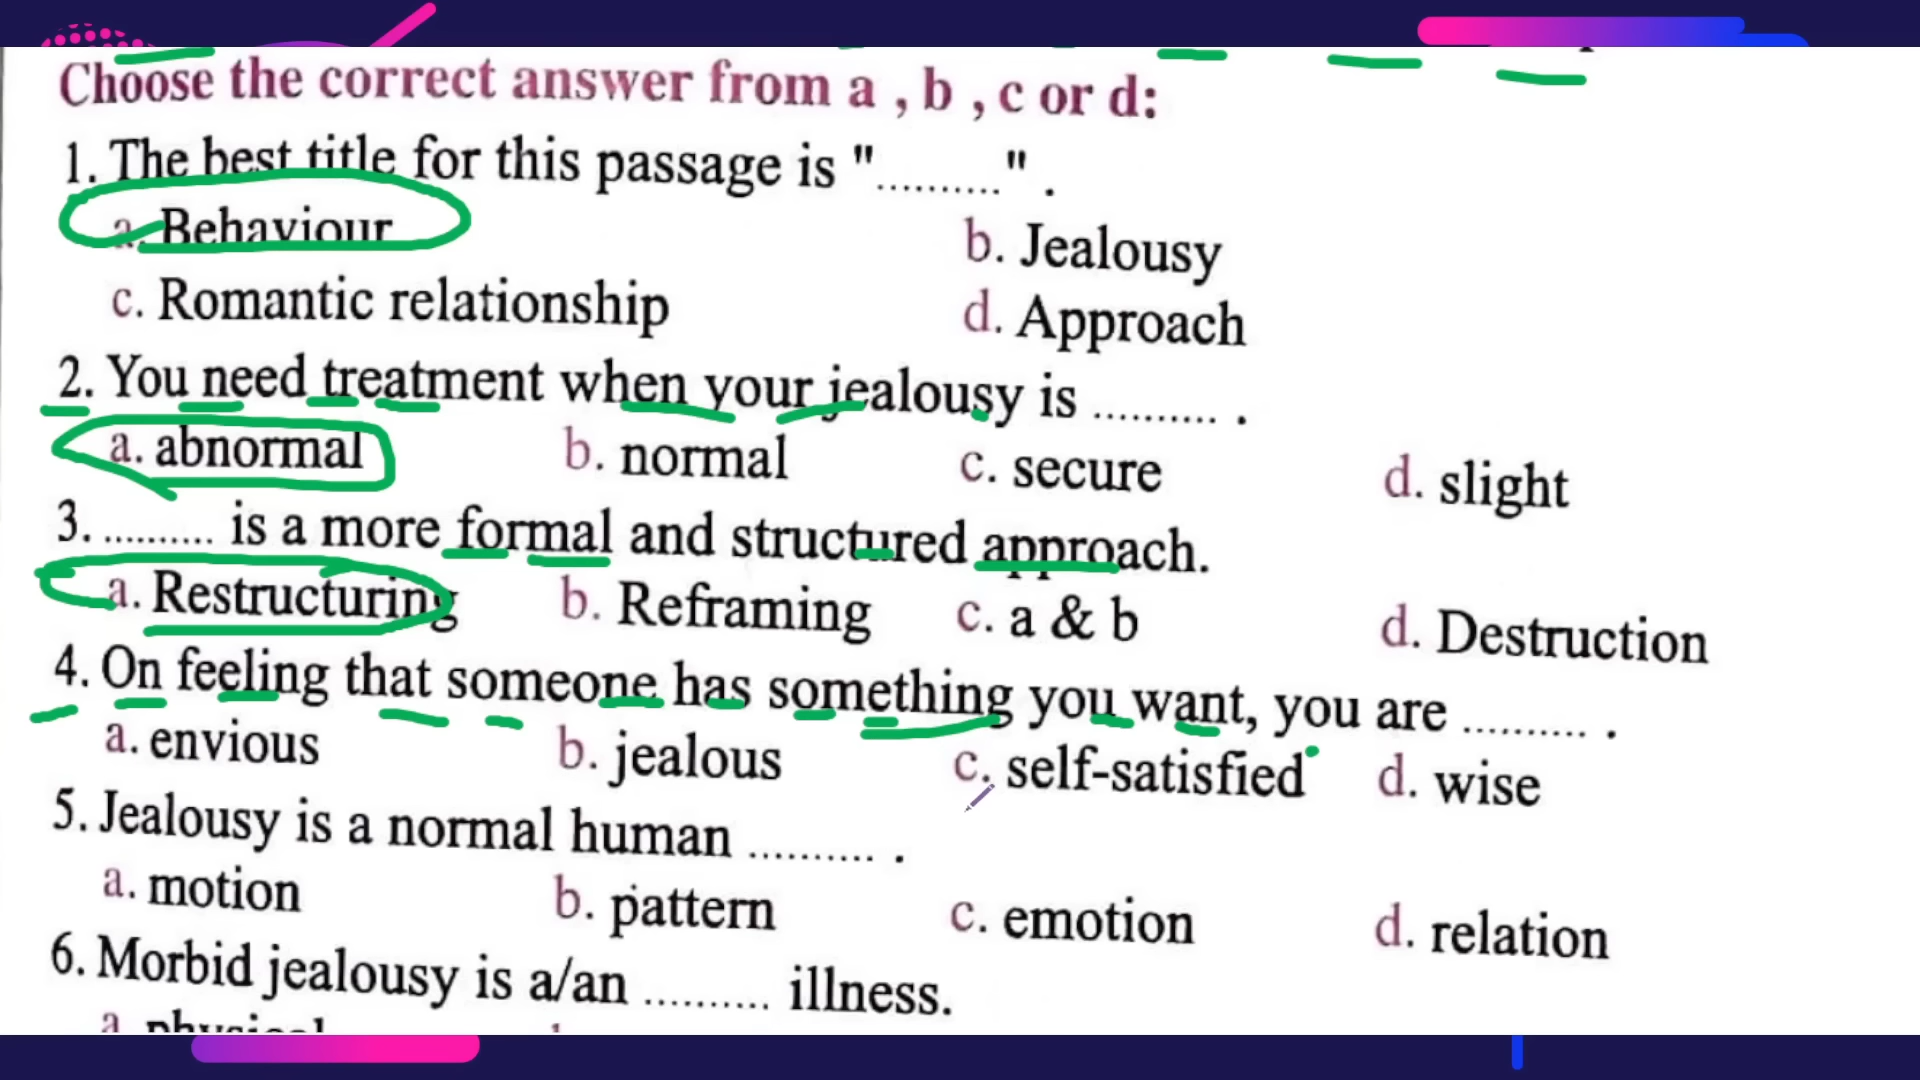 Choose the correct answer from a , b , c or d:
1. The best title for this passage is ".........." .
a. Behaviour b. Jealousy
c. Romantic relationship d. Approach
2. You need treatment when your jealousy is .......... .
a. abnormal b. normal c. secure d. slight
3. .......... is a more formal and structured approach.
a. Restructuring b. Reframing c. a & b d. Destruction
4. On feeling that someone has something you want, you are .......... .
a. envious b. jealous c. self-satisfied d. wise
5. Jealousy is a normal human .......... .
a. motion b. pattern c. emotion d. relation
6. Morbid jealousy is a/an .......... illness.
a. physical